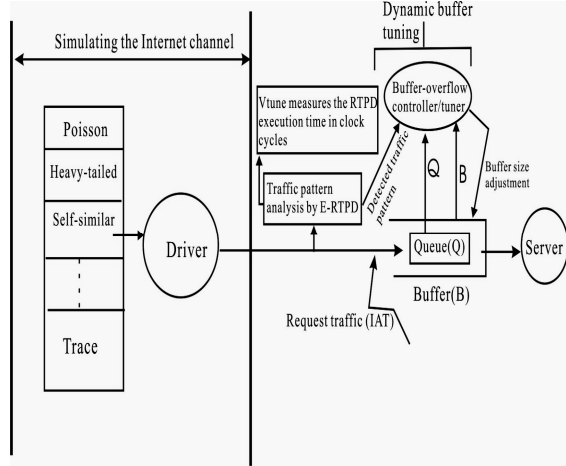 Dynamic buffer
tuning
Simulating the Internet channel
Vtune measures the RTPD
execution time in clock
cycles
Buffer-overflow
controller/tuner
Poisson
Heavy-tailed
Self-similar
Trace
Driver
Traffic pattern
analysis by E-RTPD
Detected traffic
pattern
Q
B
Buffer size
adjustment
Queue(Q)
Server
Buffer(B)
Request traffic (IAT)